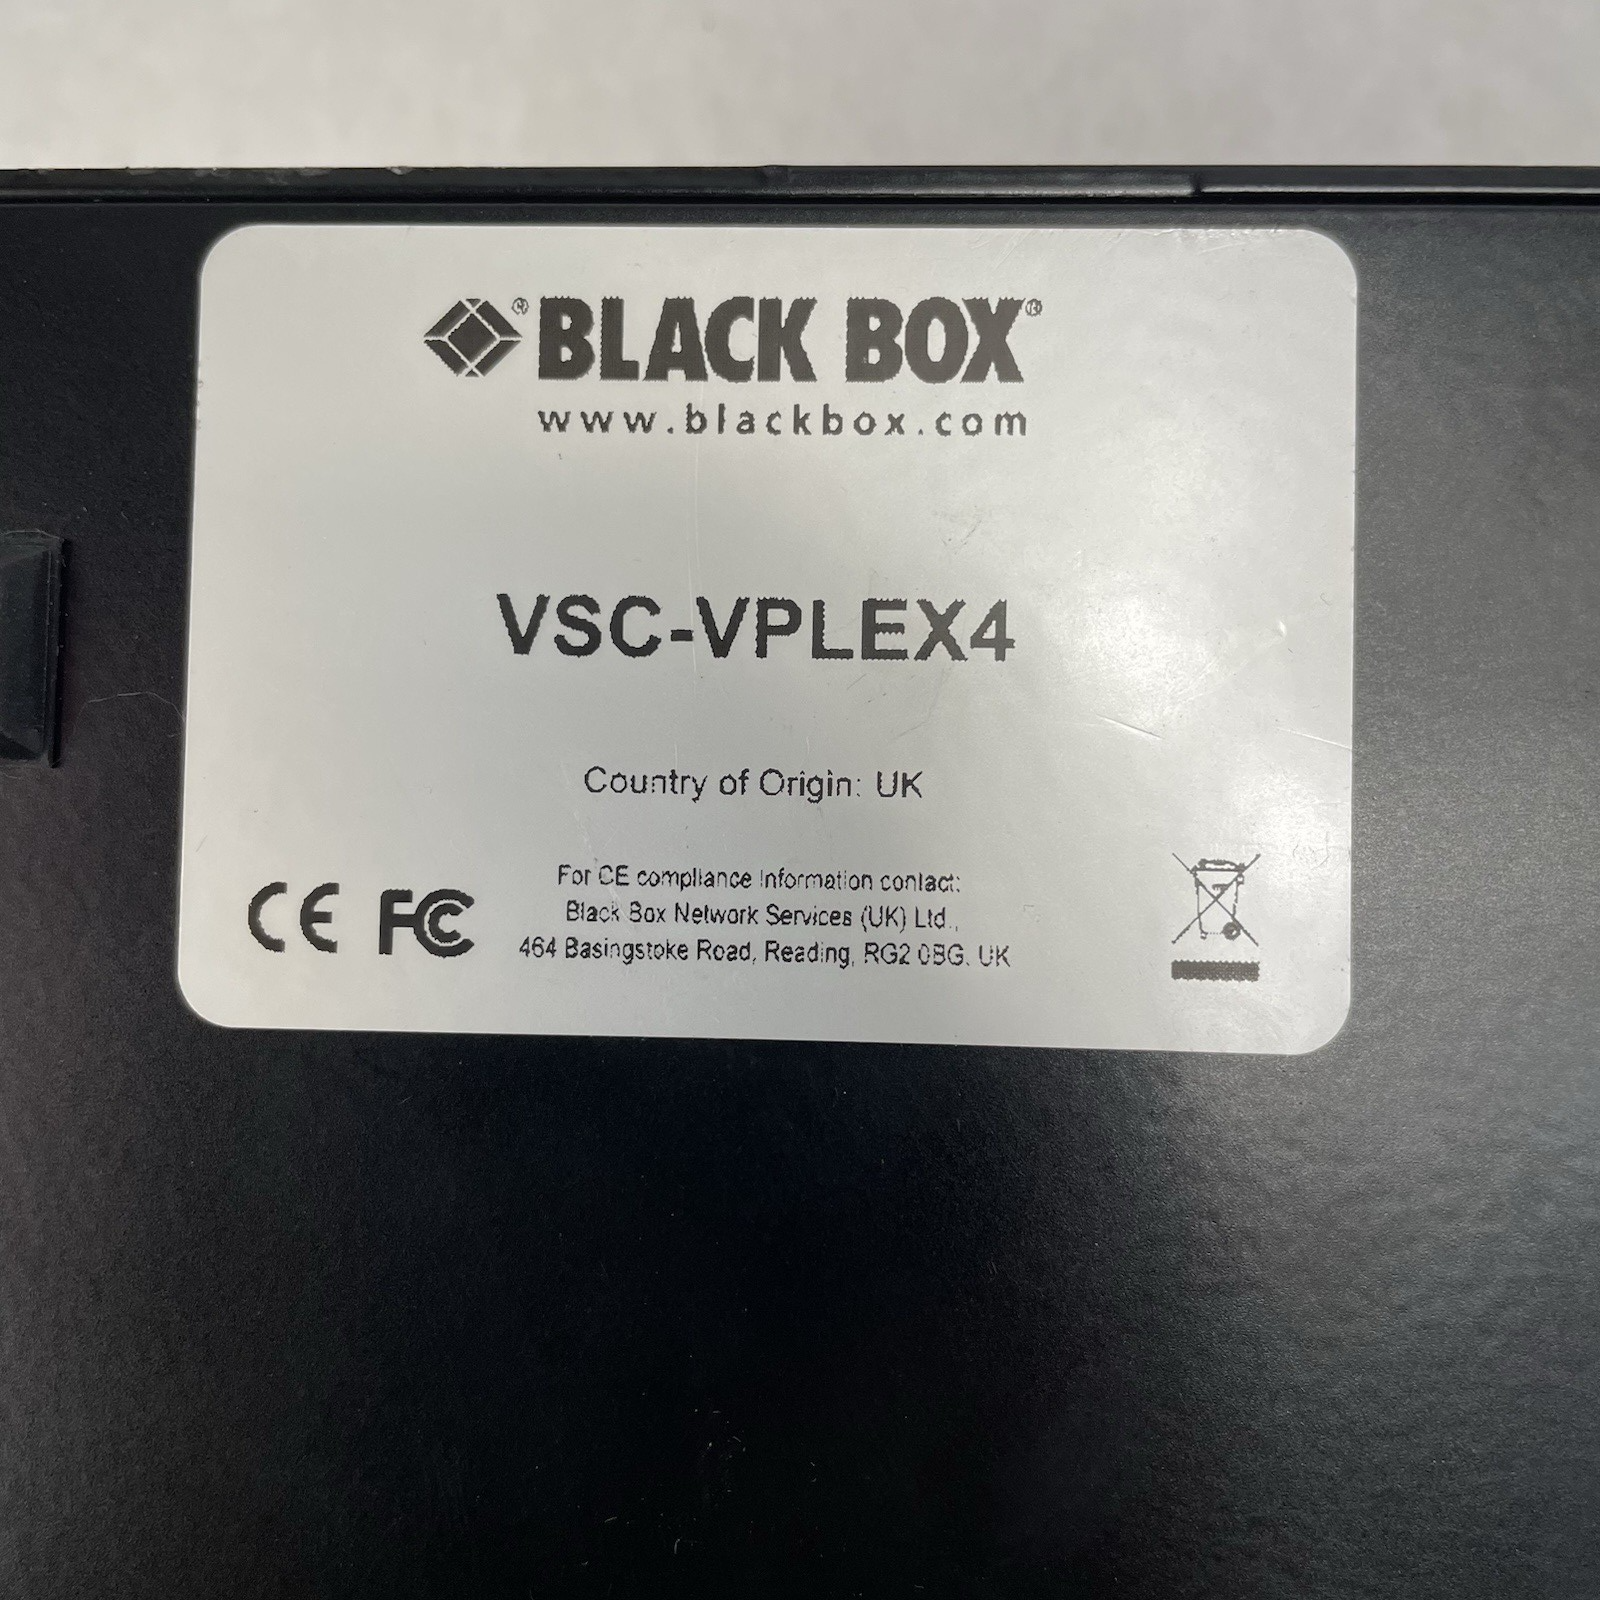 ® BLACK BOX®
www.blackbox.com
VSC-VPLEX4
Country of Origin: UK
CE FC
For CE compliance information contact:
Black Box Network Services (UK) Ltd.,
464 Basingstoke Road, Reading, RG2 0BG. UK